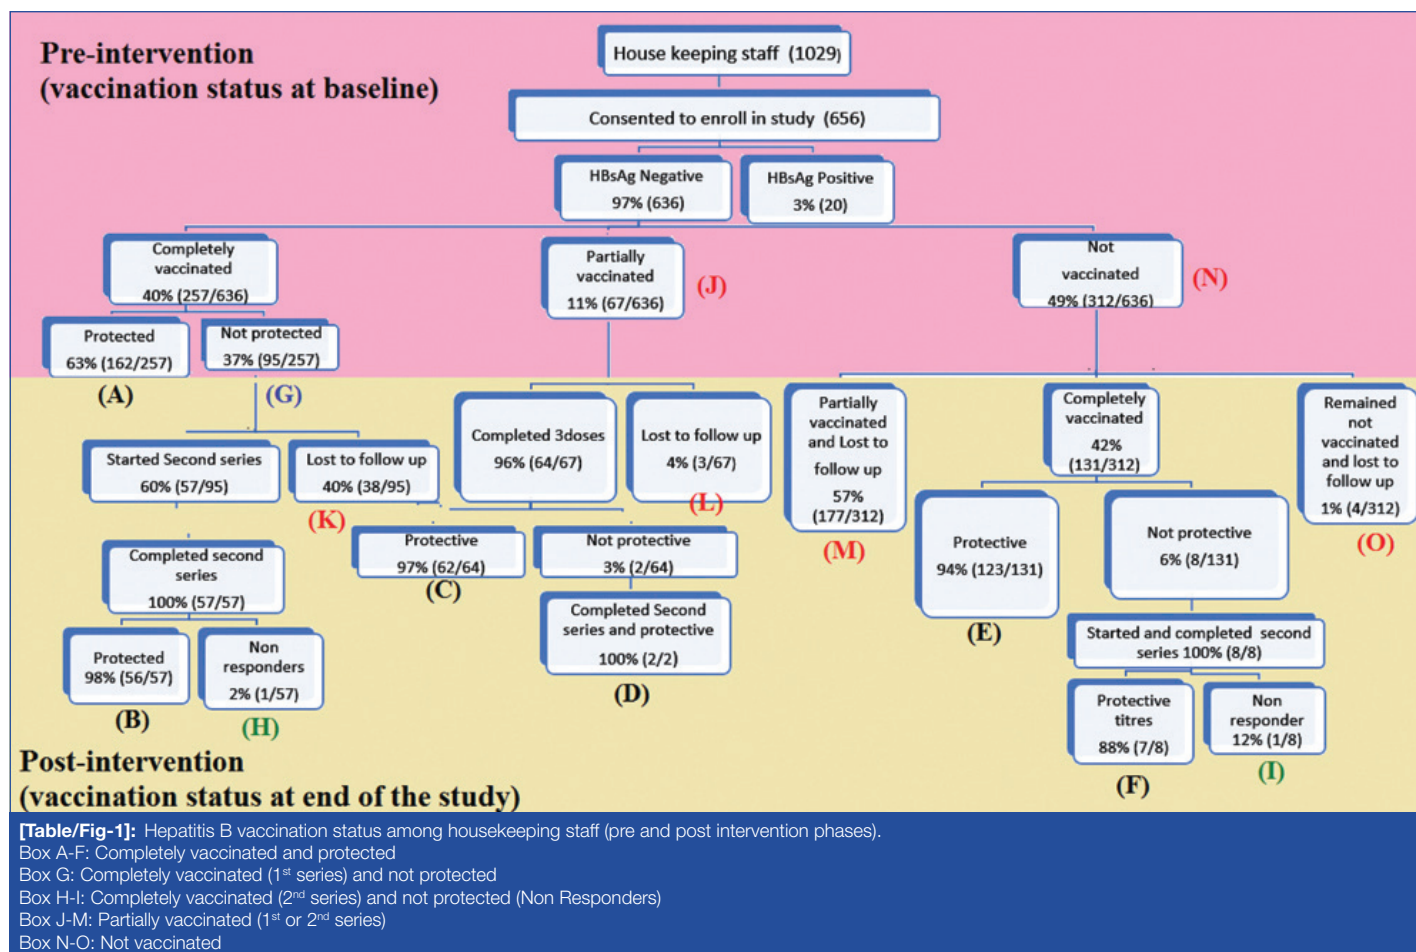 Pre-intervention
(vaccination status at baseline)
House keeping staff (1029)
Consented to enroll in study (656)
HBsAg Negative
97% (636)
HBsAg Positive
3% (20)
Completely
vaccinated
40% (257/636)
Partially
vaccinated
11% (67/636)
(J)
Not
vaccinated
49% (312/636)
(N)
Protected
63% (162/257)
(A)
Not protected
37% (95/257)
(G)
Started Second series
60% (57/95)
Lost to follow up
40% (38/95)
(K)
Completed 3doses
96% (64/67)
Lost to follow up
4% (3/67)
(L)
Partially
vaccinated
and Lost to
follow up
57%
(177/312)
(M)
Completely
vaccinated
42%
(131/312)
Remained
not
vaccinated
and lost to
follow up
1% (4/312)
(O)
Completed second
series
100% (57/57)
Protective
97% (62/64)
(C)
Not protective
3% (2/64)
Completed Second
series and protective
100% (2/2)
(D)
Protective
94% (123/131)
(E)
Not protective
6% (8/131)
Started and completed second
series 100% (8/8)
Protected
98% (56/57)
(B)
Non
responders
2% (1/57)
(H)
Protective
titres
88% (7/8)
(F)
Non
responder
12% (1/8)
(I)
Post-intervention
(vaccination status at end of the study)
[Table/Fig-1]: Hepatitis B vaccination status among housekeeping staff (pre and post intervention phases).
Box A-F: Completely vaccinated and protected
Box G: Completely vaccinated (1st series) and not protected
Box H-I: Completely vaccinated (2nd series) and not protected (Non Responders)
Box J-M: Partially vaccinated (1st or 2nd series)
Box N-O: Not vaccinated